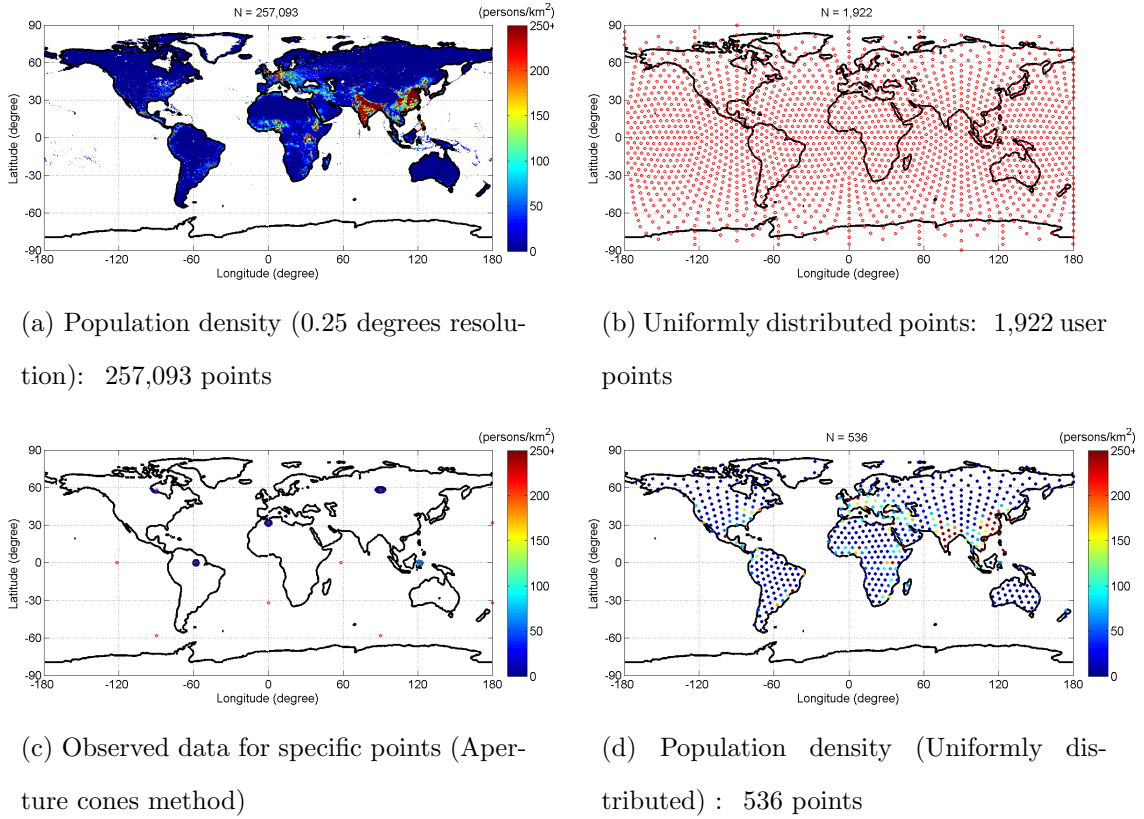 N = 257,093
(persons/km²)
90
60
30
0
-30
-60
-90
Latitude (degree)
-180 -120 -60 0 60 120 180
Longitude (degree)
250+
200
150
100
50
0
(a) Population density (0.25 degrees resolu-
tion): 257,093 points
N = 1,922
90
60
30
0
-30
-60
-90
Latitude (degree)
-180 -120 -60 0 60 120 180
Longitude (degree)
(b) Uniformly distributed points: 1,922 user
points
(persons/km²)
90
60
30
0
-30
-60
-90
Latitude (degree)
-180 -120 -60 0 60 120 180
Longitude (degree)
250+
200
150
100
50
0
(c) Observed data for specific points (Aper-
ture cones method)
N = 536
(persons/km²)
90
60
30
0
-30
-60
-90
Latitude (degree)
-180 -120 -60 0 60 120 180
Longitude (degree)
250+
200
150
100
50
0
(d) Population density (Uniformly dis-
tributed) : 536 points